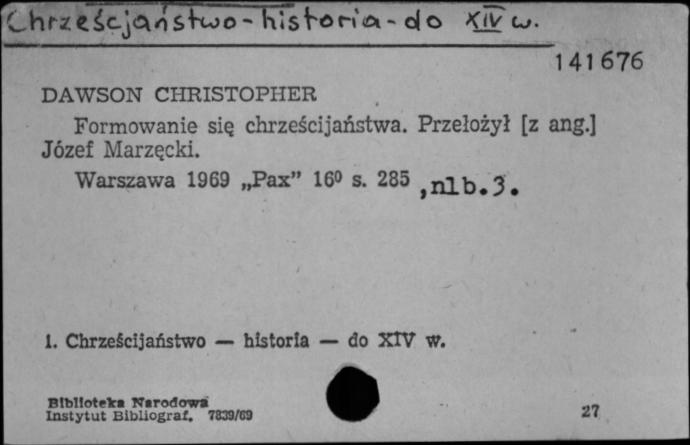 Chrześcjaństwo - historia - do XIV w.
141676
DAWSON CHRISTOPHER
Formowanie się chrześcijaństwa. Przełożył [z ang.]
Józef Marzęcki.
Warszawa 1969 „Pax” 16⁰ s. 285 ,nlb.3.
1. Chrześcijaństwo — historia — do XIV w.
Biblioteka Narodowa
Instytut Bibliograf. 7839/69
27